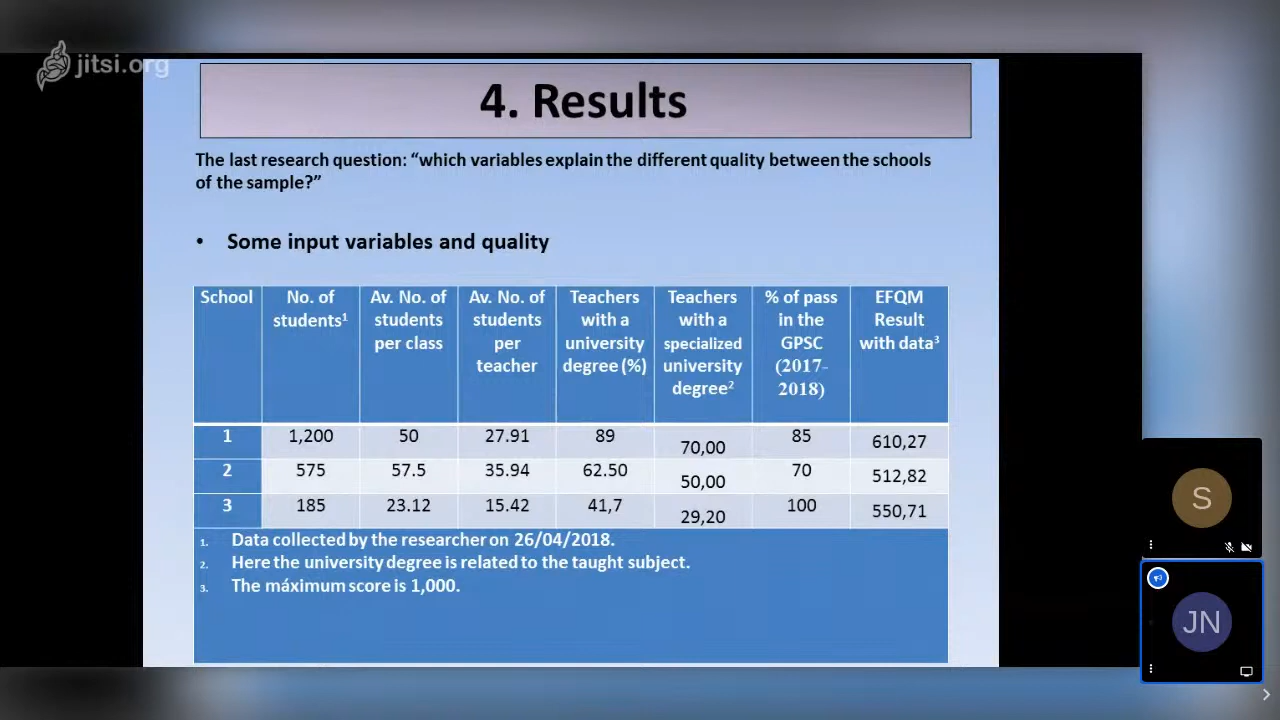 jitsi.org
4. Results
The last research question: “which variables explain the different quality between the schools
of the sample?”
• Some input variables and quality
School No. of students1 Av. No. of students per class Av. No. of students per teacher Teachers with a university degree (%) Teachers with a specialized university degree2 % of pass in the GPSC (2017-2018) EFQM Result with data3
1 1,200 50 27.91 89 70,00 85 610,27
2 575 57.5 35.94 62.50 50,00 70 512,82
3 185 23.12 15.42 41,7 29,20 100 550,71
1. Data collected by the researcher on 26/04/2018.
2. Here the university degree is related to the taught subject.
3. The máximum score is 1,000.
S
JN